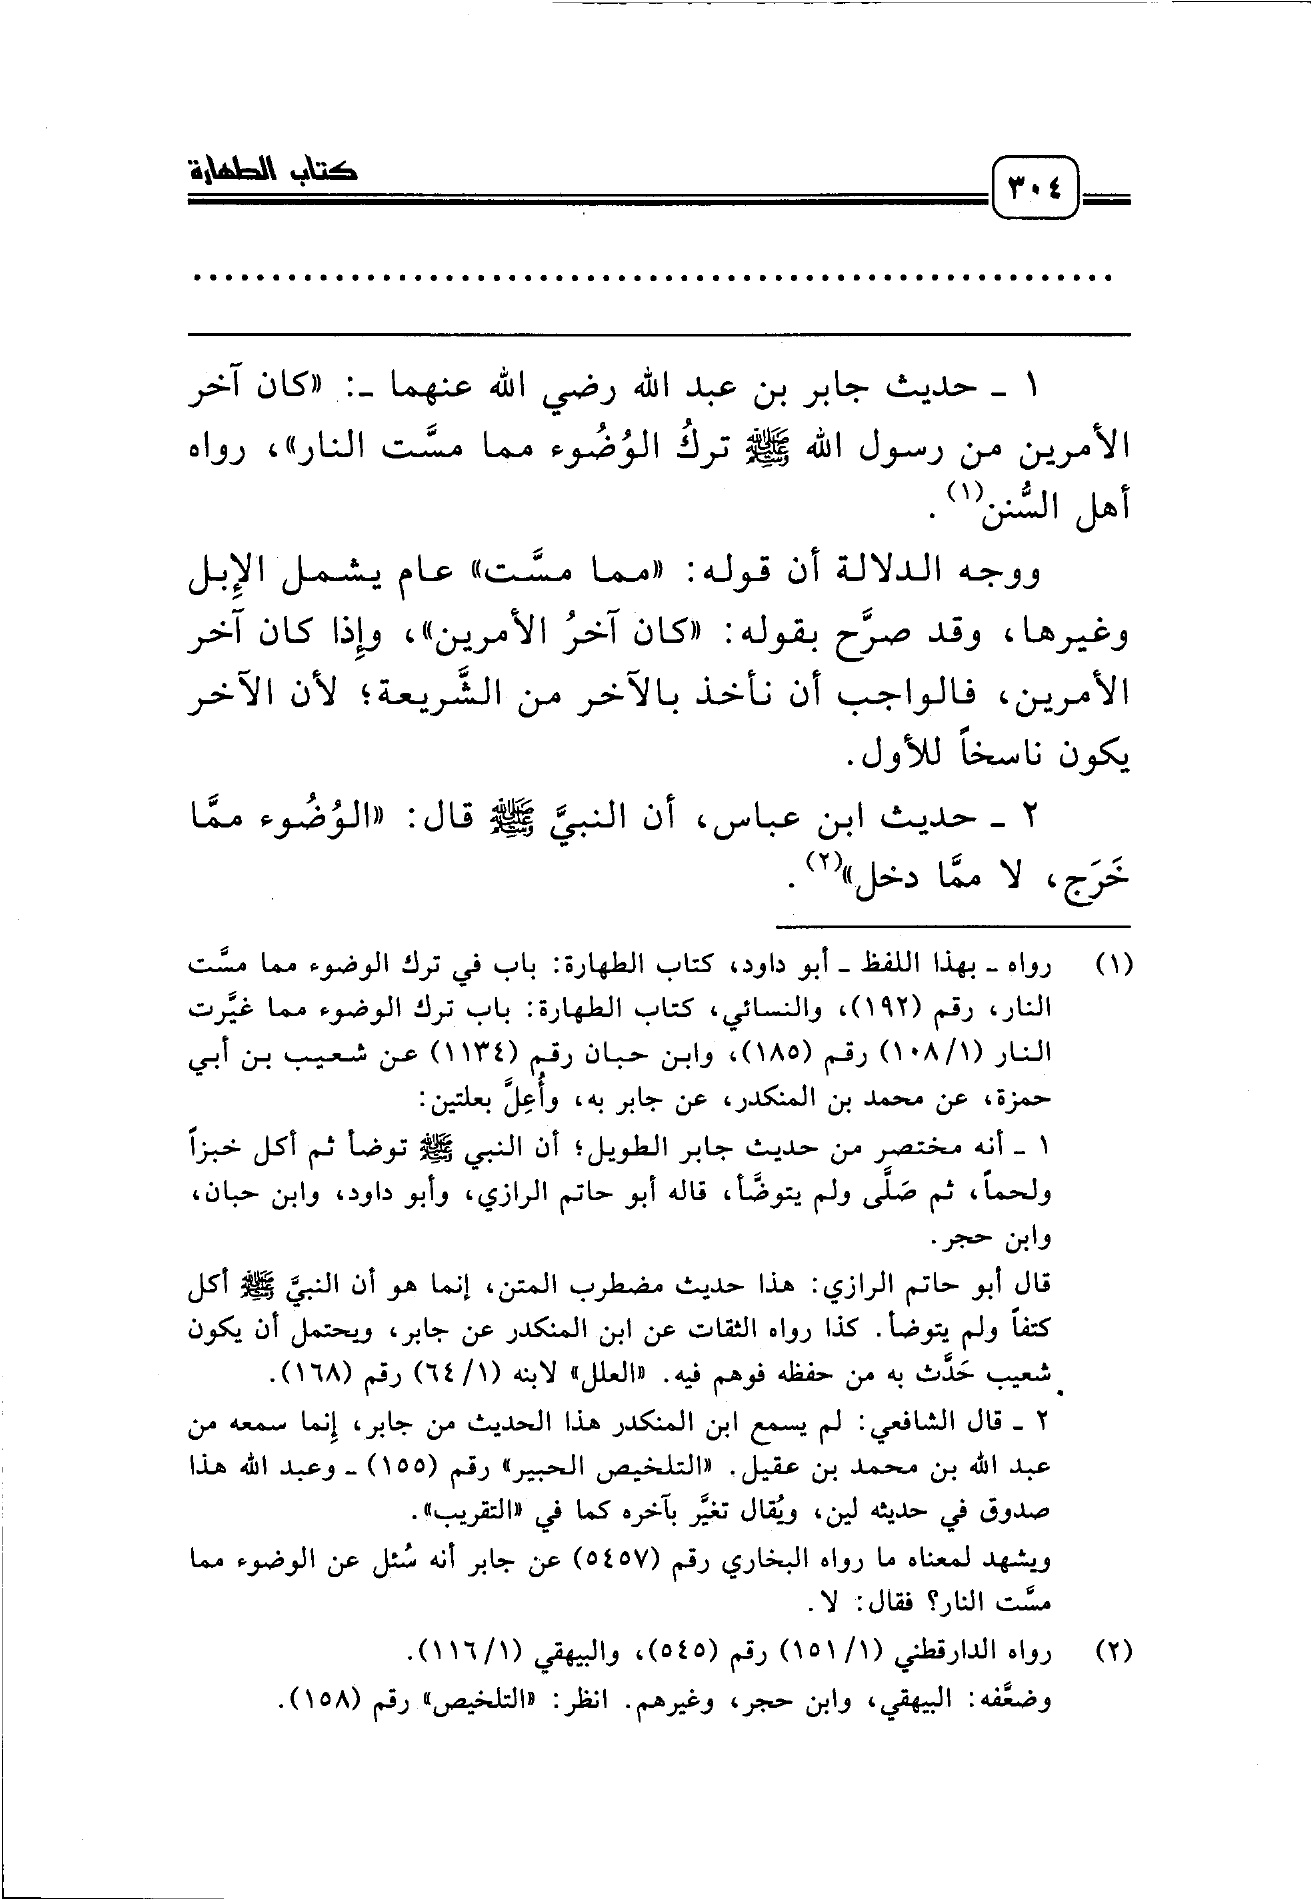 كتاب الطهارة
٣٠٤
١ ـ حديث جابر بن عبد الله رضي الله عنهما ـ: «كان آخر
الأمرين من رسول الله ﷺ تركُ الوُضُوء مما مسَّت النار»، رواه
أهل السُّنن(١).
ووجه الدلالة أن قوله: «مما مسَّت» عام يشمل الإبل
وغيرها، وقد صرَّح بقوله: «كان آخرُ الأمرين»، وإذا كان آخر
الأمرين، فالواجب أن نأخذ بالآخر من الشَّريعة؛ لأن الآخر
يكون ناسخاً للأول.
٢ ـ حديث ابن عباس، أن النبيَّ ﷺ قال: «الوُضُوء ممَّا
خَرَج، لا ممَّا دخل»(٢).
(١) رواه ـ بهذا اللفظ ـ أبو داود، كتاب الطهارة: باب في ترك الوضوء مما مسَّت
النار، رقم (١٩٢)، والنسائي، كتاب الطهارة: باب ترك الوضوء مما غيَّرت
النار (١٠٨/١) رقم (١٨٥)، وابن حبان رقم (١١٣٤) عن شعيب بن أبي
حمزة، عن محمد بن المنكدر، عن جابر به، وأُعِلَّ بعلتين:
١ ـ أنه مختصر من حديث جابر الطويل؛ أن النبي ﷺ توضأ ثم أكل خبزاً
ولحماً، ثم صَلَّى ولم يتوضَّأ، قاله أبو حاتم الرازي، وأبو داود، وابن حبان،
وابن حجر.
قال أبو حاتم الرازي: هذا حديث مضطرب المتن، إنما هو أن النبيَّ ﷺ أكل
كتفاً ولم يتوضأ. كذا رواه الثقات عن ابن المنكدر عن جابر، ويحتمل أن يكون
شعيب حَدَّث به من حفظه فوهم فيه. «العلل» لابنه (٦٤/١) رقم (١٦٨).
٢ ـ قال الشافعي: لم يسمع ابن المنكدر هذا الحديث من جابر، إنما سمعه من
عبد الله بن محمد بن عقيل. «التلخيص الحبير» رقم (١٥٥) ـ وعبد الله هذا
صدوق في حديثه لين، ويُقال تغيَّر بآخره كما في «التقريب».
ويشهد لمعناه ما رواه البخاري رقم (٥٤٥٧) عن جابر أنه سُئل عن الوضوء مما
مسَّت النار؟ فقال: لا.
(٢) رواه الدارقطني (١٥١/١) رقم (٥٤٥)، والبيهقي (١١٦/١).
وضعَّفه: البيهقي، وابن حجر، وغيرهم. انظر: «التلخيص» رقم (١٥٨).